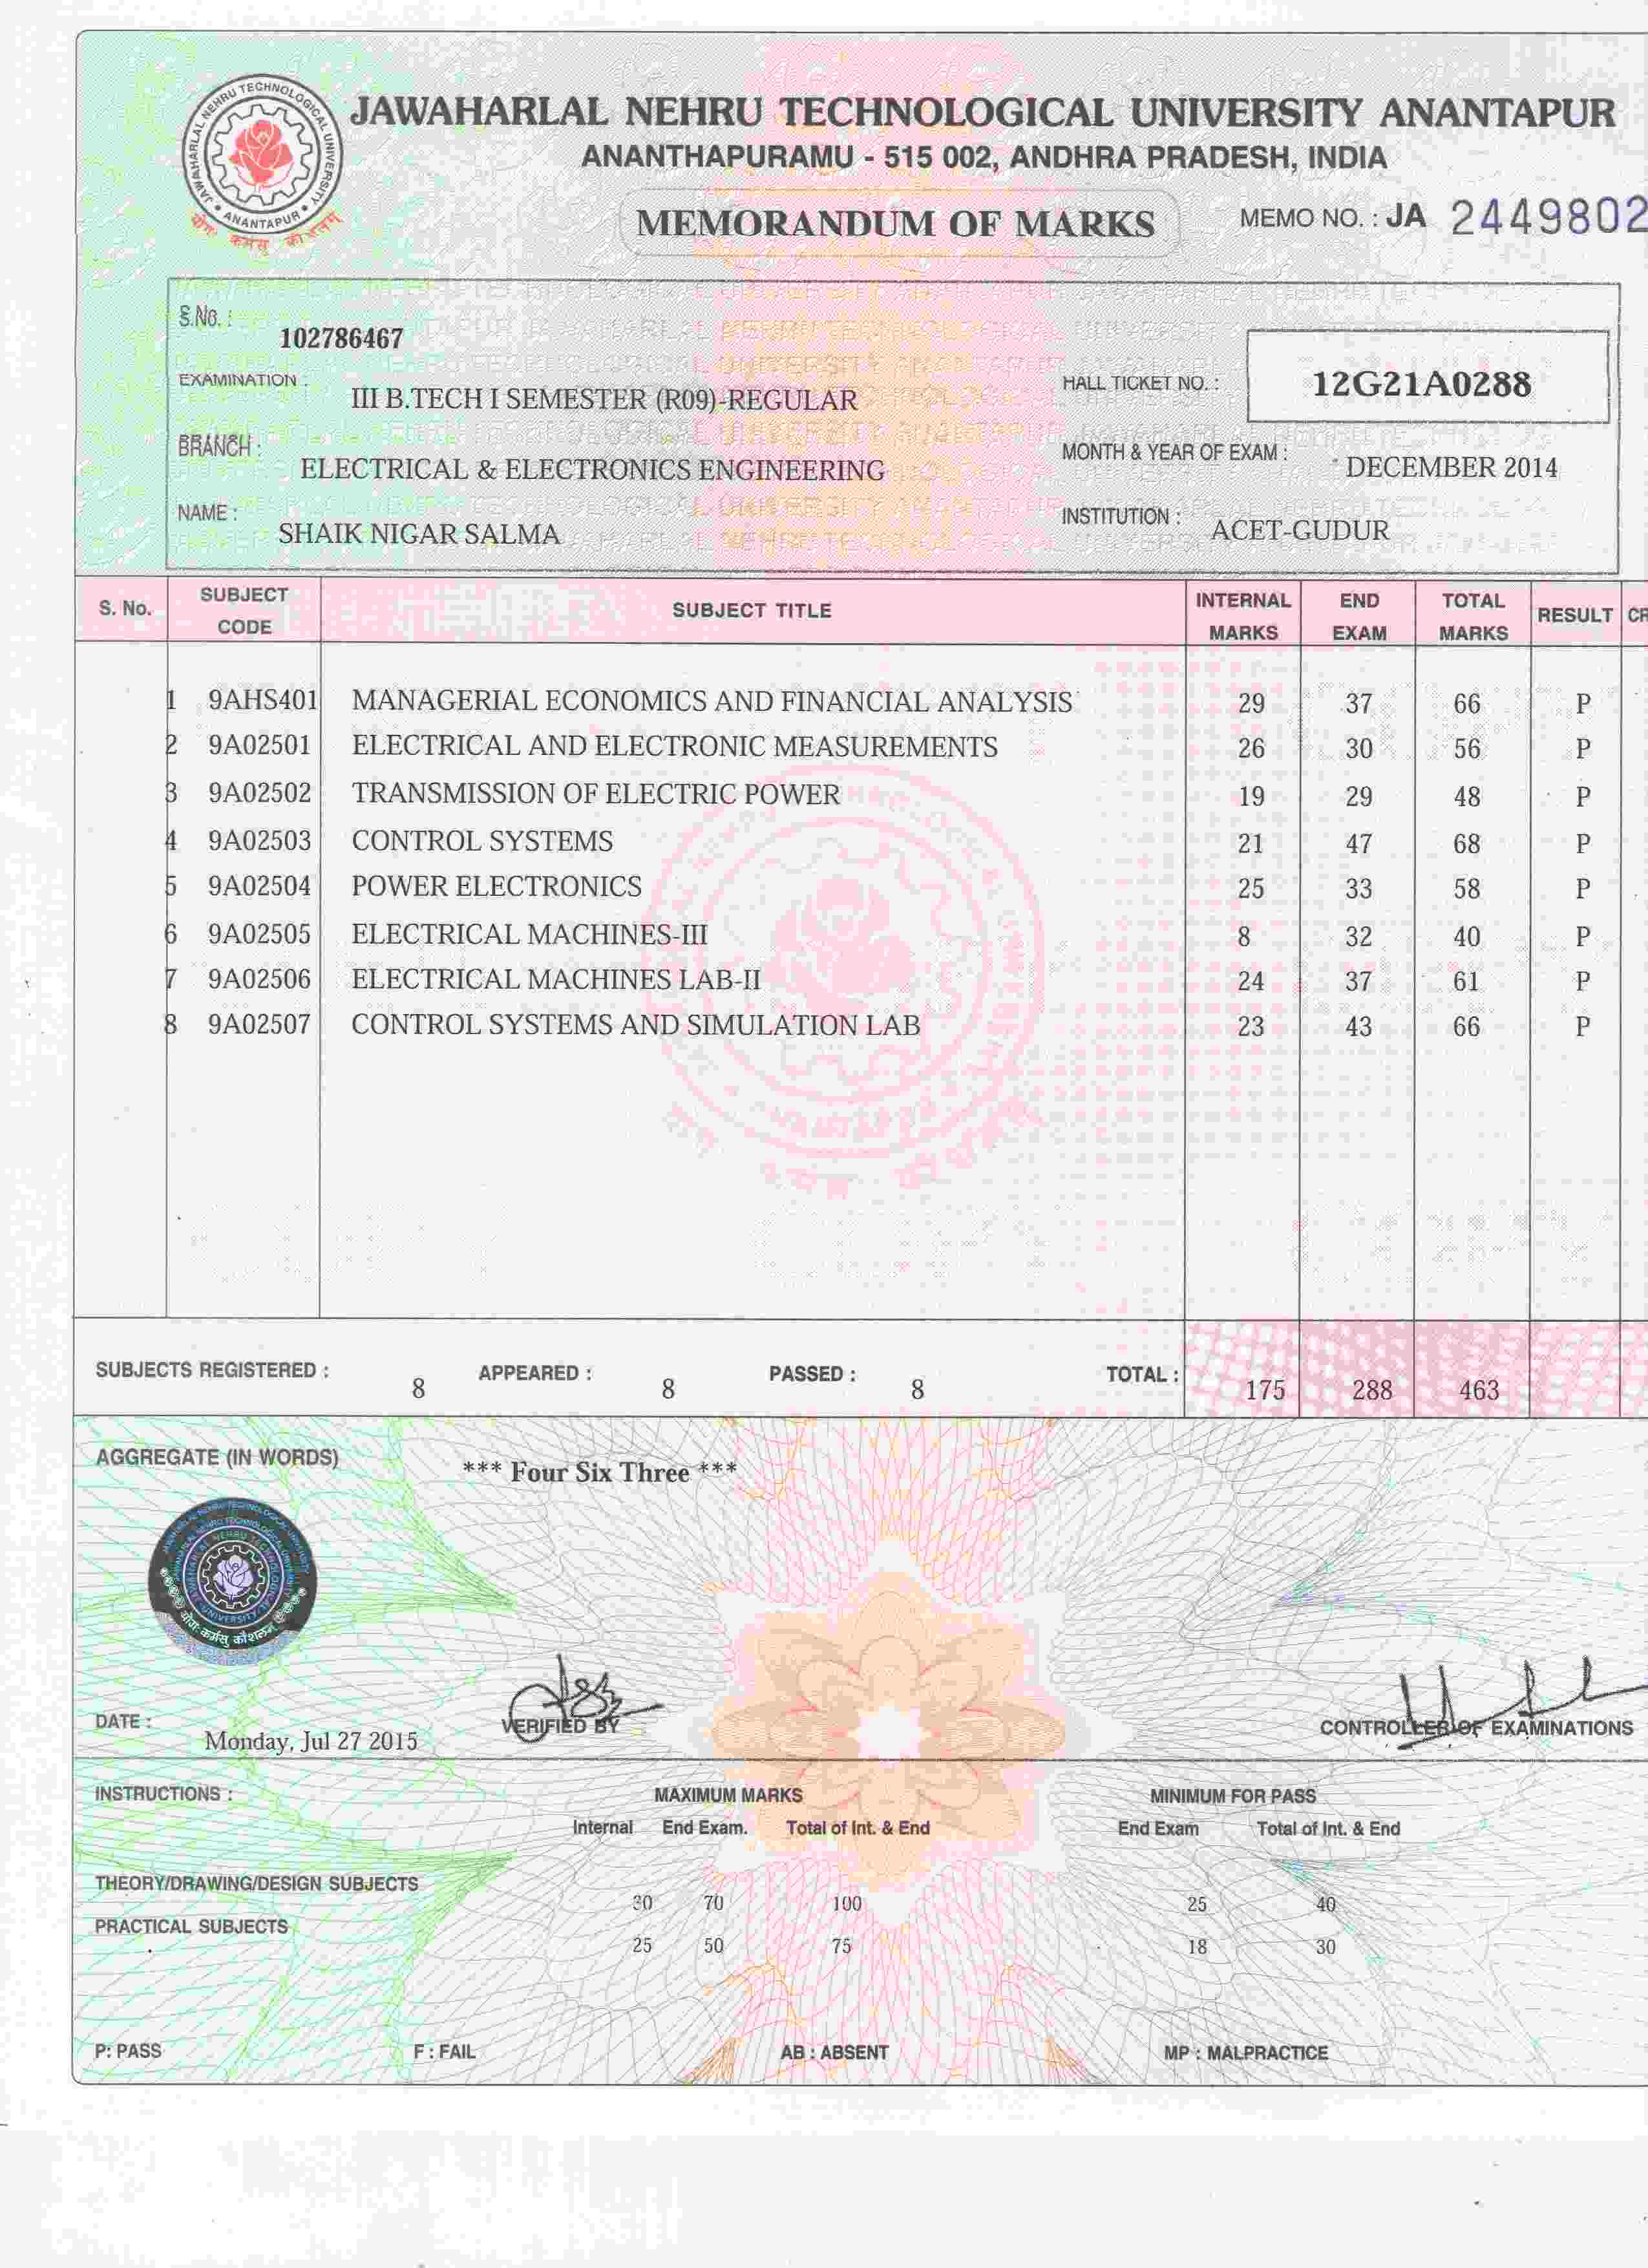 JAWAHARLAL NEHRU TECHNOLOGICAL UNIVERSITY ANANTAPUR
ANANTHAPURAMU - 515 002, ANDHRA PRADESH, INDIA
JAWAHARLAL NEHRU TECHNOLOGICAL UNIVERSITY • ANANTAPUR •
योगः कर्मसु कौशलम्
MEMORANDUM OF MARKS
MEMO NO. : JA 2449802
S.No. : 102786467
EXAMINATION : III B.TECH I SEMESTER (R09)-REGULAR
HALL TICKET NO. : 12G21A0288
BRANCH : ELECTRICAL & ELECTRONICS ENGINEERING
MONTH & YEAR OF EXAM : DECEMBER 2014
NAME : SHAIK NIGAR SALMA
INSTITUTION : ACET-GUDUR
S. No. SUBJECT CODE SUBJECT TITLE INTERNAL MARKS END EXAM TOTAL MARKS RESULT CR
1 9AHS401 MANAGERIAL ECONOMICS AND FINANCIAL ANALYSIS 29 37 66 P
2 9A02501 ELECTRICAL AND ELECTRONIC MEASUREMENTS 26 30 56 P
3 9A02502 TRANSMISSION OF ELECTRIC POWER 19 29 48 P
4 9A02503 CONTROL SYSTEMS 21 47 68 P
5 9A02504 POWER ELECTRONICS 25 33 58 P
6 9A02505 ELECTRICAL MACHINES-III 8 32 40 P
7 9A02506 ELECTRICAL MACHINES LAB-II 24 37 61 P
8 9A02507 CONTROL SYSTEMS AND SIMULATION LAB 23 43 66 P
SUBJECTS REGISTERED : 8 APPEARED : 8 PASSED : 8 TOTAL : 175 288 463
AGGREGATE (IN WORDS) *** Four Six Three ***
DATE : Monday, Jul 27 2015
VERIFIED BY
CONTROLLER OF EXAMINATIONS
INSTRUCTIONS : MAXIMUM MARKS MINIMUM FOR PASS
Internal End Exam. Total of Int. & End End Exam Total of Int. & End
THEORY/DRAWING/DESIGN SUBJECTS 30 70 100 25 40
PRACTICAL SUBJECTS 25 50 75 18 30
P: PASS F : FAIL AB : ABSENT MP : MALPRACTICE